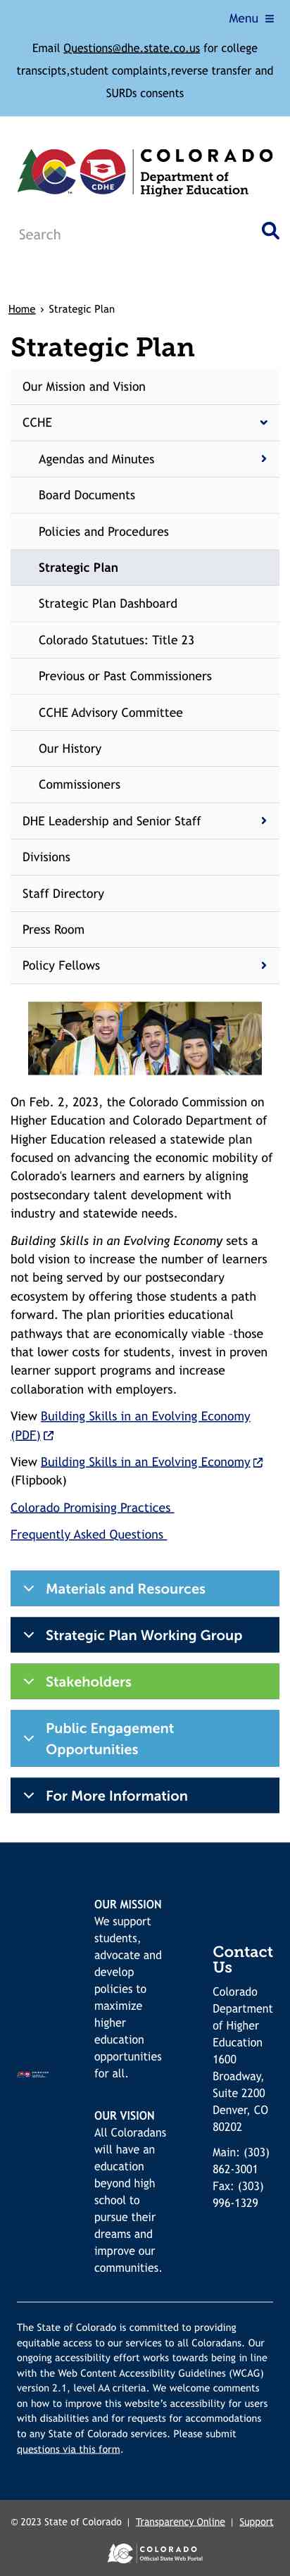 Menu
Email Questions@dhe.state.co.us for college
transcipts,student complaints,reverse transfer and
SURDs consents
CO
CDHE
COLORADO
Department of
Higher Education
Search
Home › Strategic Plan
Strategic Plan
Our Mission and Vision
CCHE
Agendas and Minutes
Board Documents
Policies and Procedures
Strategic Plan
Strategic Plan Dashboard
Colorado Statutues: Title 23
Previous or Past Commissioners
CCHE Advisory Committee
Our History
Commissioners
DHE Leadership and Senior Staff
Divisions
Staff Directory
Press Room
Policy Fellows
On Feb. 2, 2023, the Colorado Commission on
Higher Education and Colorado Department of
Higher Education released a statewide plan
focused on advancing the economic mobility of
Colorado's learners and earners by aligning
postsecondary talent development with
industry and statewide needs.
Building Skills in an Evolving Economy sets a
bold vision to increase the number of learners
not being served by our postsecondary
ecosystem by offering those students a path
forward. The plan priorities educational
pathways that are economically viable -those
that lower costs for students, invest in proven
learner support programs and increase
collaboration with employers.
View Building Skills in an Evolving Economy
(PDF)
View Building Skills in an Evolving Economy
(Flipbook)
Colorado Promising Practices
Frequently Asked Questions
Materials and Resources
Strategic Plan Working Group
Stakeholders
Public Engagement
Opportunities
For More Information
OUR MISSION
We support
students,
advocate and
develop
policies to
maximize
higher
education
opportunities
for all.
OUR VISION
All Coloradans
will have an
education
beyond high
school to
pursue their
dreams and
improve our
communities.
Contact
Us
Colorado
Department
of Higher
Education
1600
Broadway,
Suite 2200
Denver, CO
80202
Main: (303)
862-3001
Fax: (303)
996-1329
The State of Colorado is committed to providing
equitable access to our services to all Coloradans. Our
ongoing accessibility effort works towards being in line
with the Web Content Accessibility Guidelines (WCAG)
version 2.1, level AA criteria. We welcome comments
on how to improve this website’s accessibility for users
with disabilities and for requests for accommodations
to any State of Colorado services. Please submit
questions via this form.
© 2023 State of Colorado | Transparency Online | Support
CO
COLORADO
Official State Web Portal